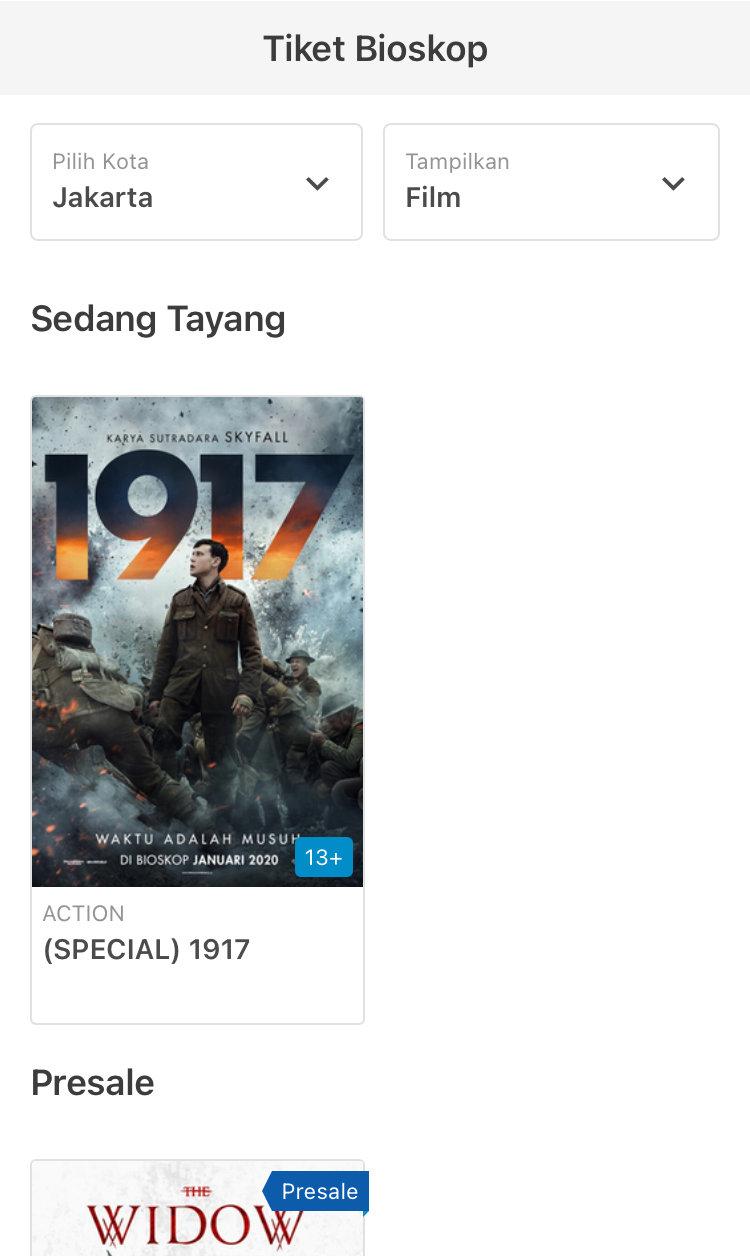 Tiket Bioskop
Pilih Kota
Jakarta
Tampilkan
Film
Sedang Tayang
KARYA SUTRADARA SKYFALL
1917
WAKTU ADALAH MUSUH
DI BIOSKOP JANUARI 2020
13+
ACTION
(SPECIAL) 1917
Presale
Presale
THE
WIDOW